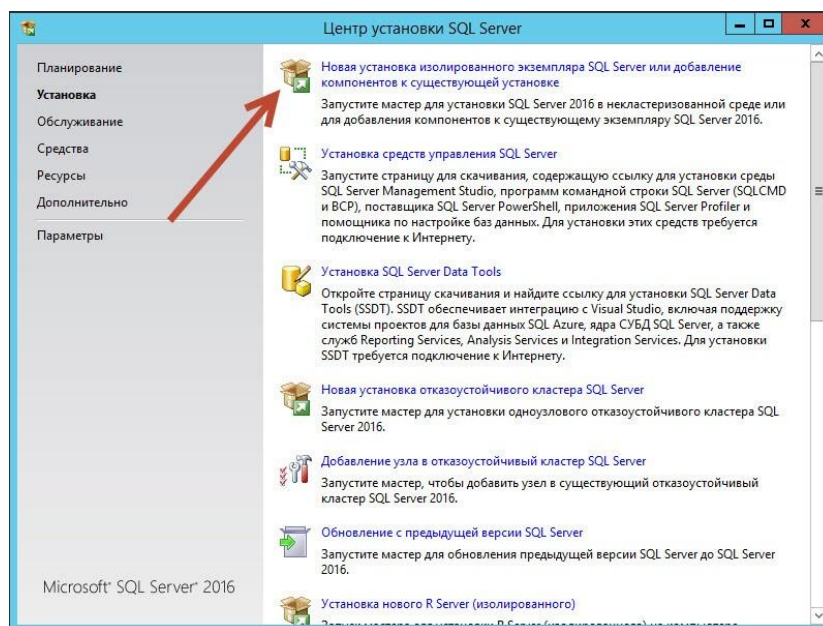 Центр установки SQL Server
Планирование
Установка
Обслуживание
Средства
Ресурсы
Дополнительно
Параметры
Microsoft® SQL Server® 2016
Новая установка изолированного экземпляра SQL Server или добавление
компонентов к существующей установке
Запустите мастер для установки SQL Server 2016 в некластеризованной среде или
для добавления компонентов к существующему экземпляру SQL Server 2016.
Установка средств управления SQL Server
Запустите страницу для скачивания, содержащую ссылку для установки среды
SQL Server Management Studio, программ командной строки SQL Server (SQLCMD
и BCP), поставщика SQL Server PowerShell, приложения SQL Server Profiler и
помощника по настройке баз данных. Для установки этих средств требуется
подключение к Интернету.
Установка SQL Server Data Tools
Откройте страницу скачивания и найдите ссылку для установки SQL Server Data
Tools (SSDT). SSDT обеспечивает интеграцию с Visual Studio, включая поддержку
системы проектов для базы данных SQL Azure, ядра СУБД SQL Server, а также
служб Reporting Services, Analysis Services и Integration Services. Для установки
SSDT требуется подключение к Интернету.
Новая установка отказоустойчивого кластера SQL Server
Запустите мастер для установки одноузлового отказоустойчивого кластера SQL
Server 2016.
Добавление узла в отказоустойчивый кластер SQL Server
Запустите мастер, чтобы добавить узел в существующий отказоустойчивый
кластер SQL Server 2016.
Обновление с предыдущей версии SQL Server
Запустите мастер для обновления предыдущей версии SQL Server до SQL Server
2016.
Установка нового R Server (изолированного)